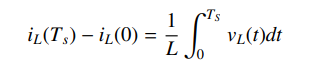 i_L(T_s) − i_L(0) = \frac{1}{L} \int_0^{T_s} v_L(t)dt